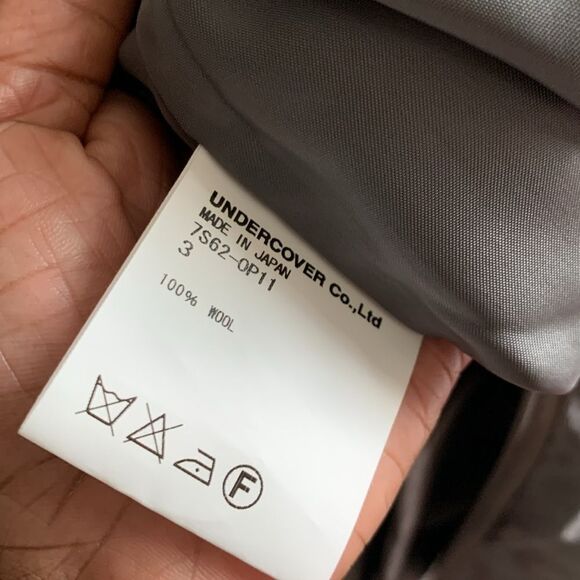 UNDERCOVER Co.,Ltd
MADE IN JAPAN
7S62-OP11
3
100% WOOL
F